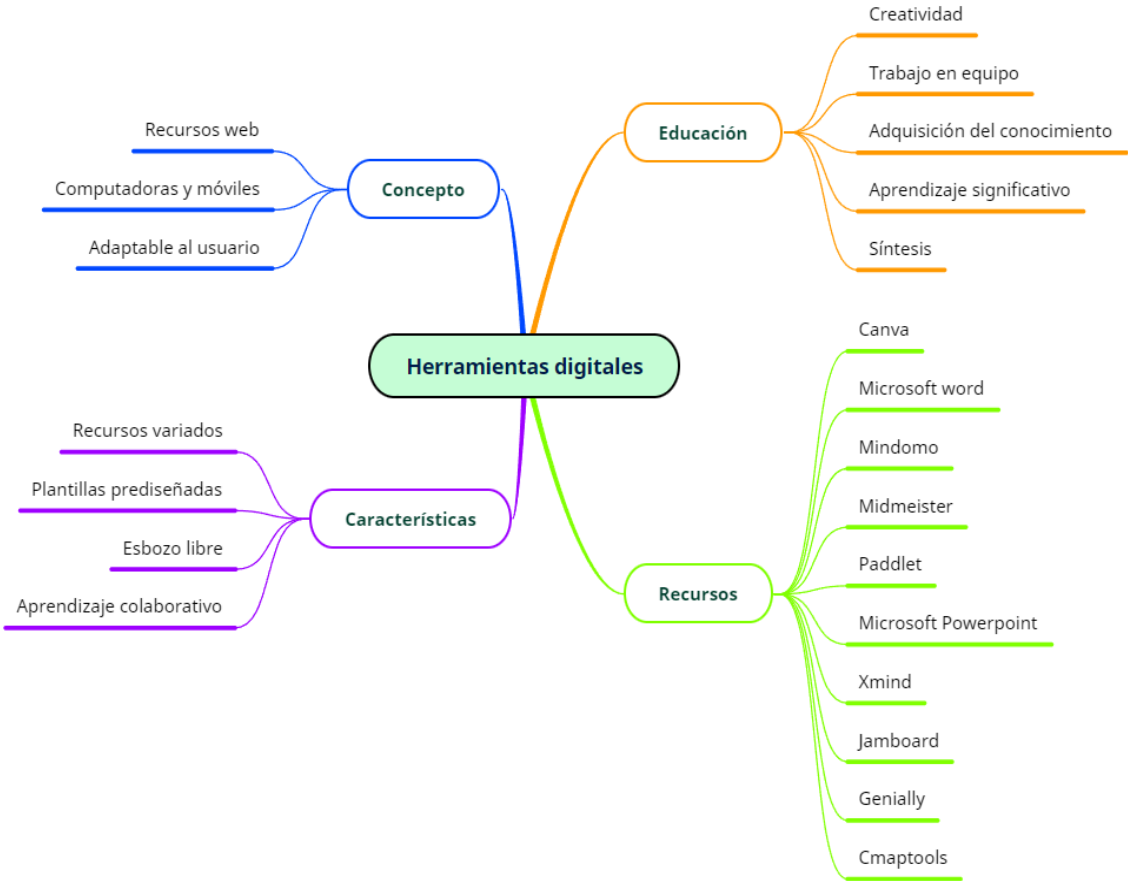 Herramientas digitales
Concepto
Recursos web
Computadoras y móviles
Adaptable al usuario
Educación
Creatividad
Trabajo en equipo
Adquisición del conocimiento
Aprendizaje significativo
Síntesis
Característicias
Recursos variados
Plantillas prediseñadas
Esbozo libre
Aprendizaje colaborativo
Recursos
Canva
Microsoft word
Mindomo
Midmeister
Paddlet
Microsoft Powerpoint
Xmind
Jamboard
Genially
Cmaptools